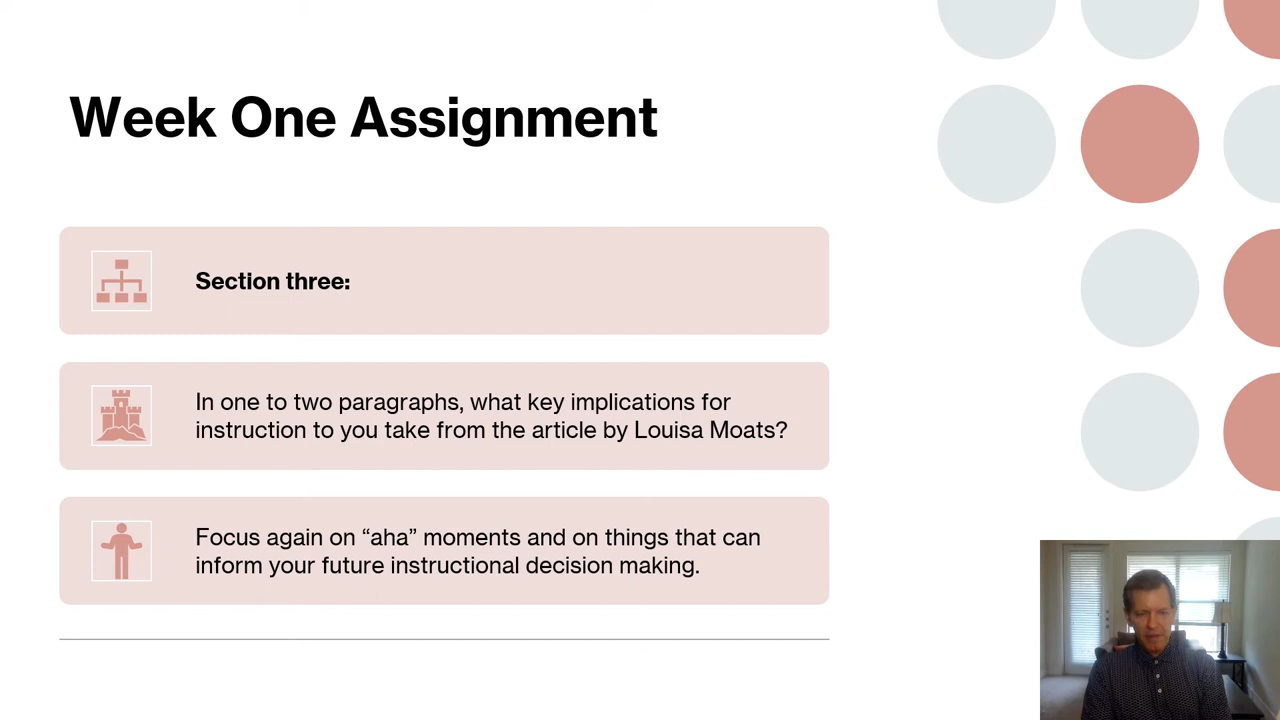 Week One Assignment
Section three:
In one to two paragraphs, what key implications for
instruction to you take from the article by Louisa Moats?
Focus again on “aha” moments and on things that can
inform your future instructional decision making.